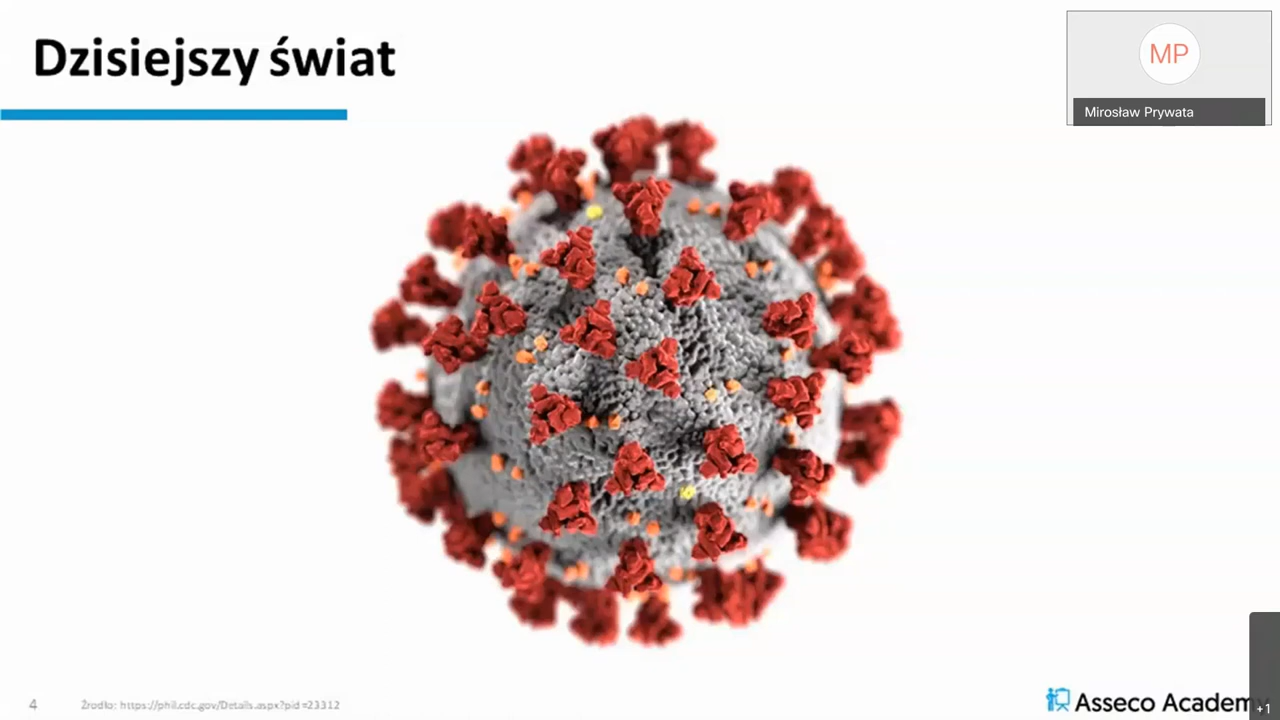 Dzisiejszy świat
MP
Mirosław Prywata
4
Źródło: https://phil.cdc.gov/Details.aspx?pid=23312
Asseco Academy
+1